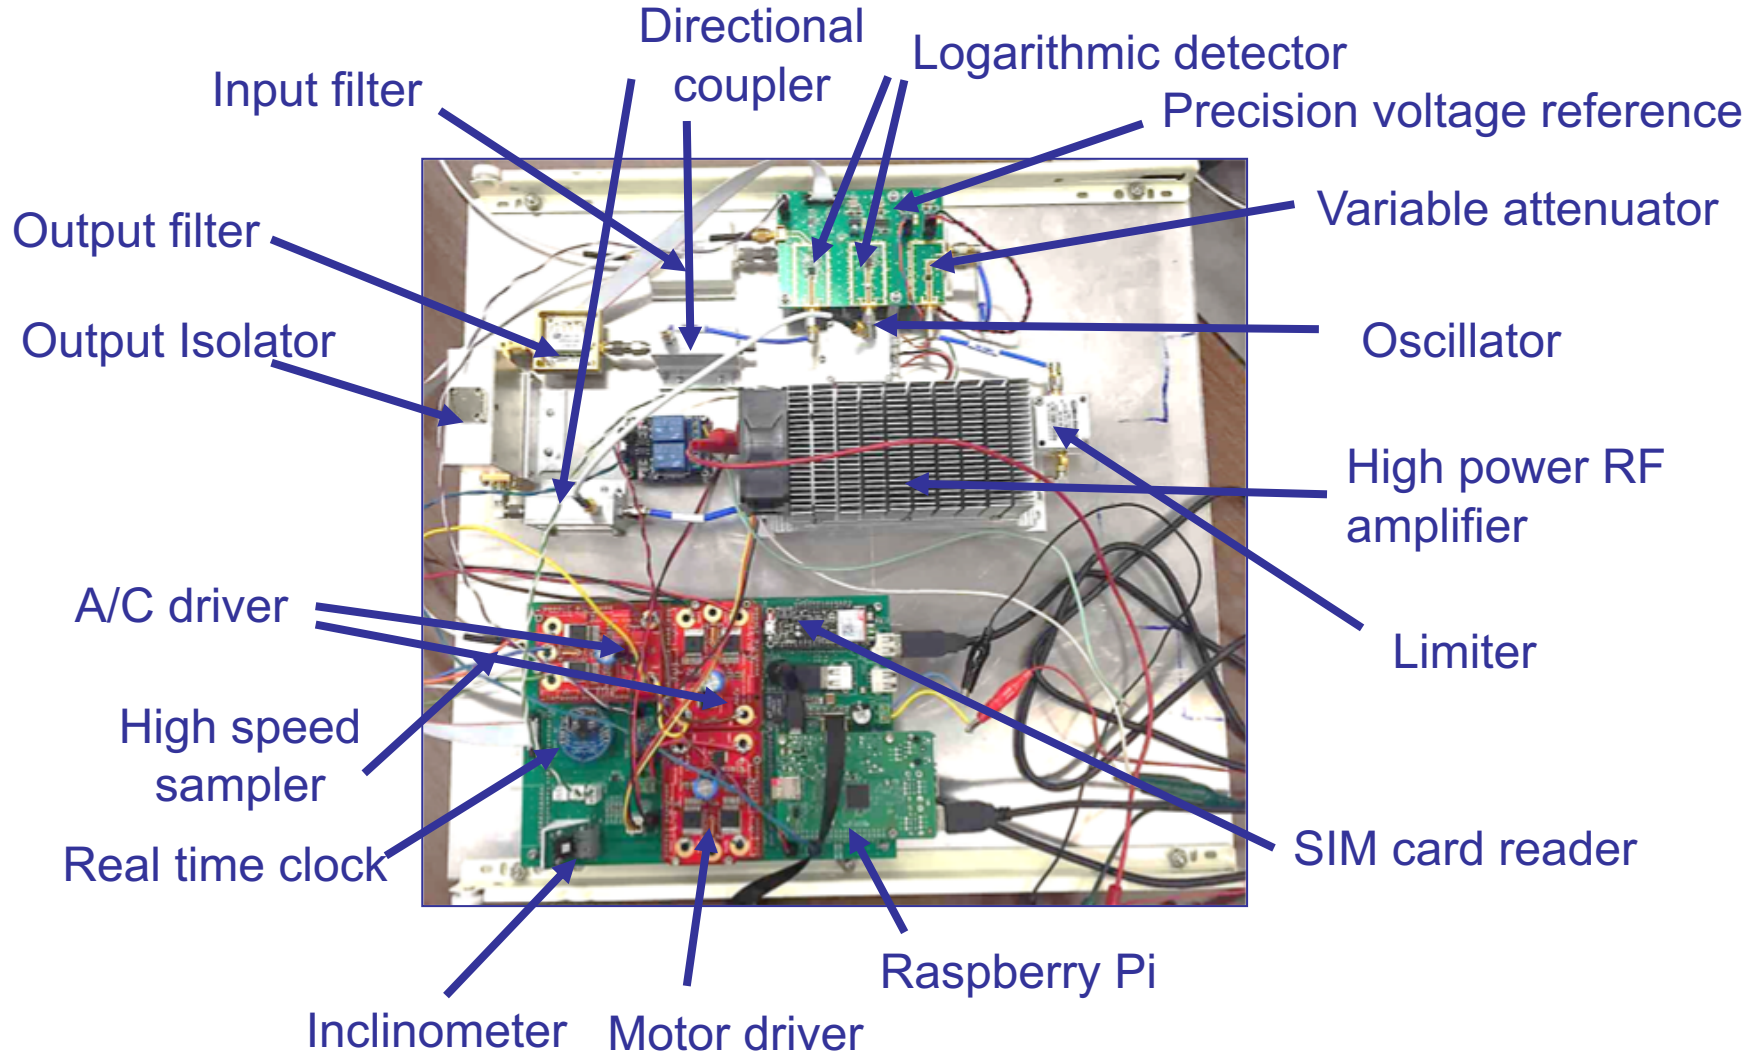 Directional
coupler
Logarithmic detector
Input filter
Precision voltage reference
Variable attenuator
Output filter
Output Isolator
Oscillator
High power RF
amplifier
A/C driver
Limiter
High speed
sampler
Real time clock
SIM card reader
Raspberry Pi
Inclinometer
Motor driver